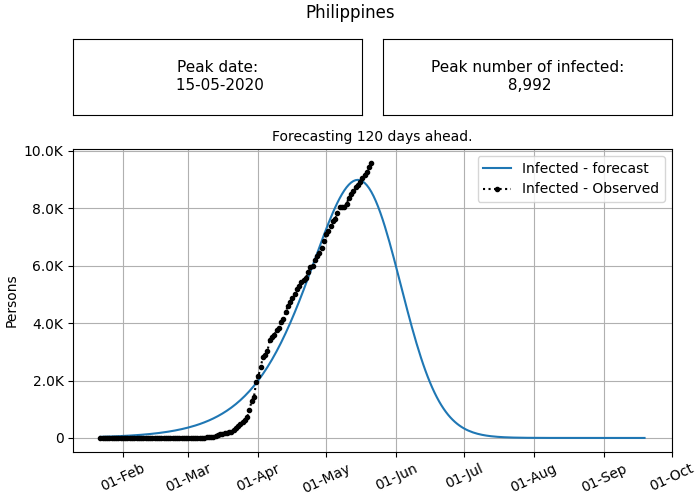 Philippines
Peak date:
15-05-2020
Peak number of infected:
8,992
Forecasting 120 days ahead.
10.0K
8.0K
6.0K
4.0K
2.0K
0
Persons
Infected - forecast
Infected - Observed
01-Feb
01-Mar
01-Apr
01-May
01-Jun
01-Jul
01-Aug
01-Sep
01-Oct